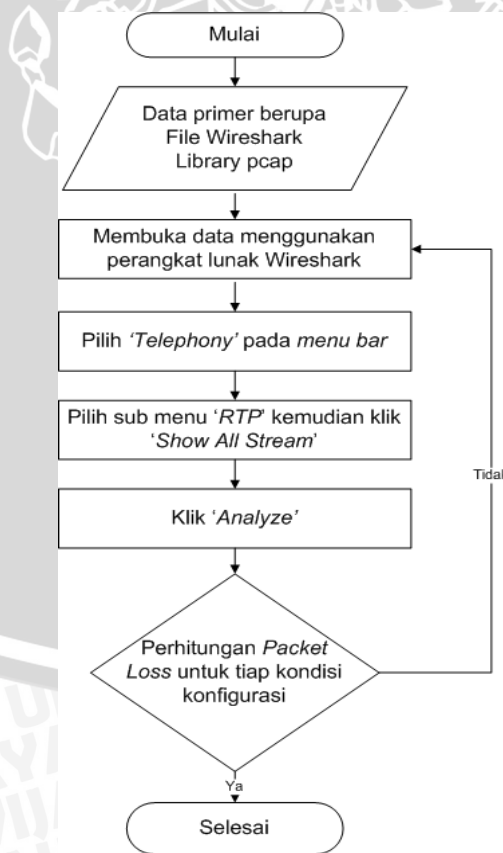 Mulai
Data primer berupa
File Wireshark
Library pcap
Membuka data menggunakan
perangkat lunak Wireshark
Pilih ‘Telephony’ pada menu bar
Pilih sub menu ‘RTP’ kemudian klik
‘Show All Stream’
Klik ‘Analyze’
Perhitungan Packet
Loss untuk tiap kondisi
konfigurasi
Tidak
Ya
Selesai